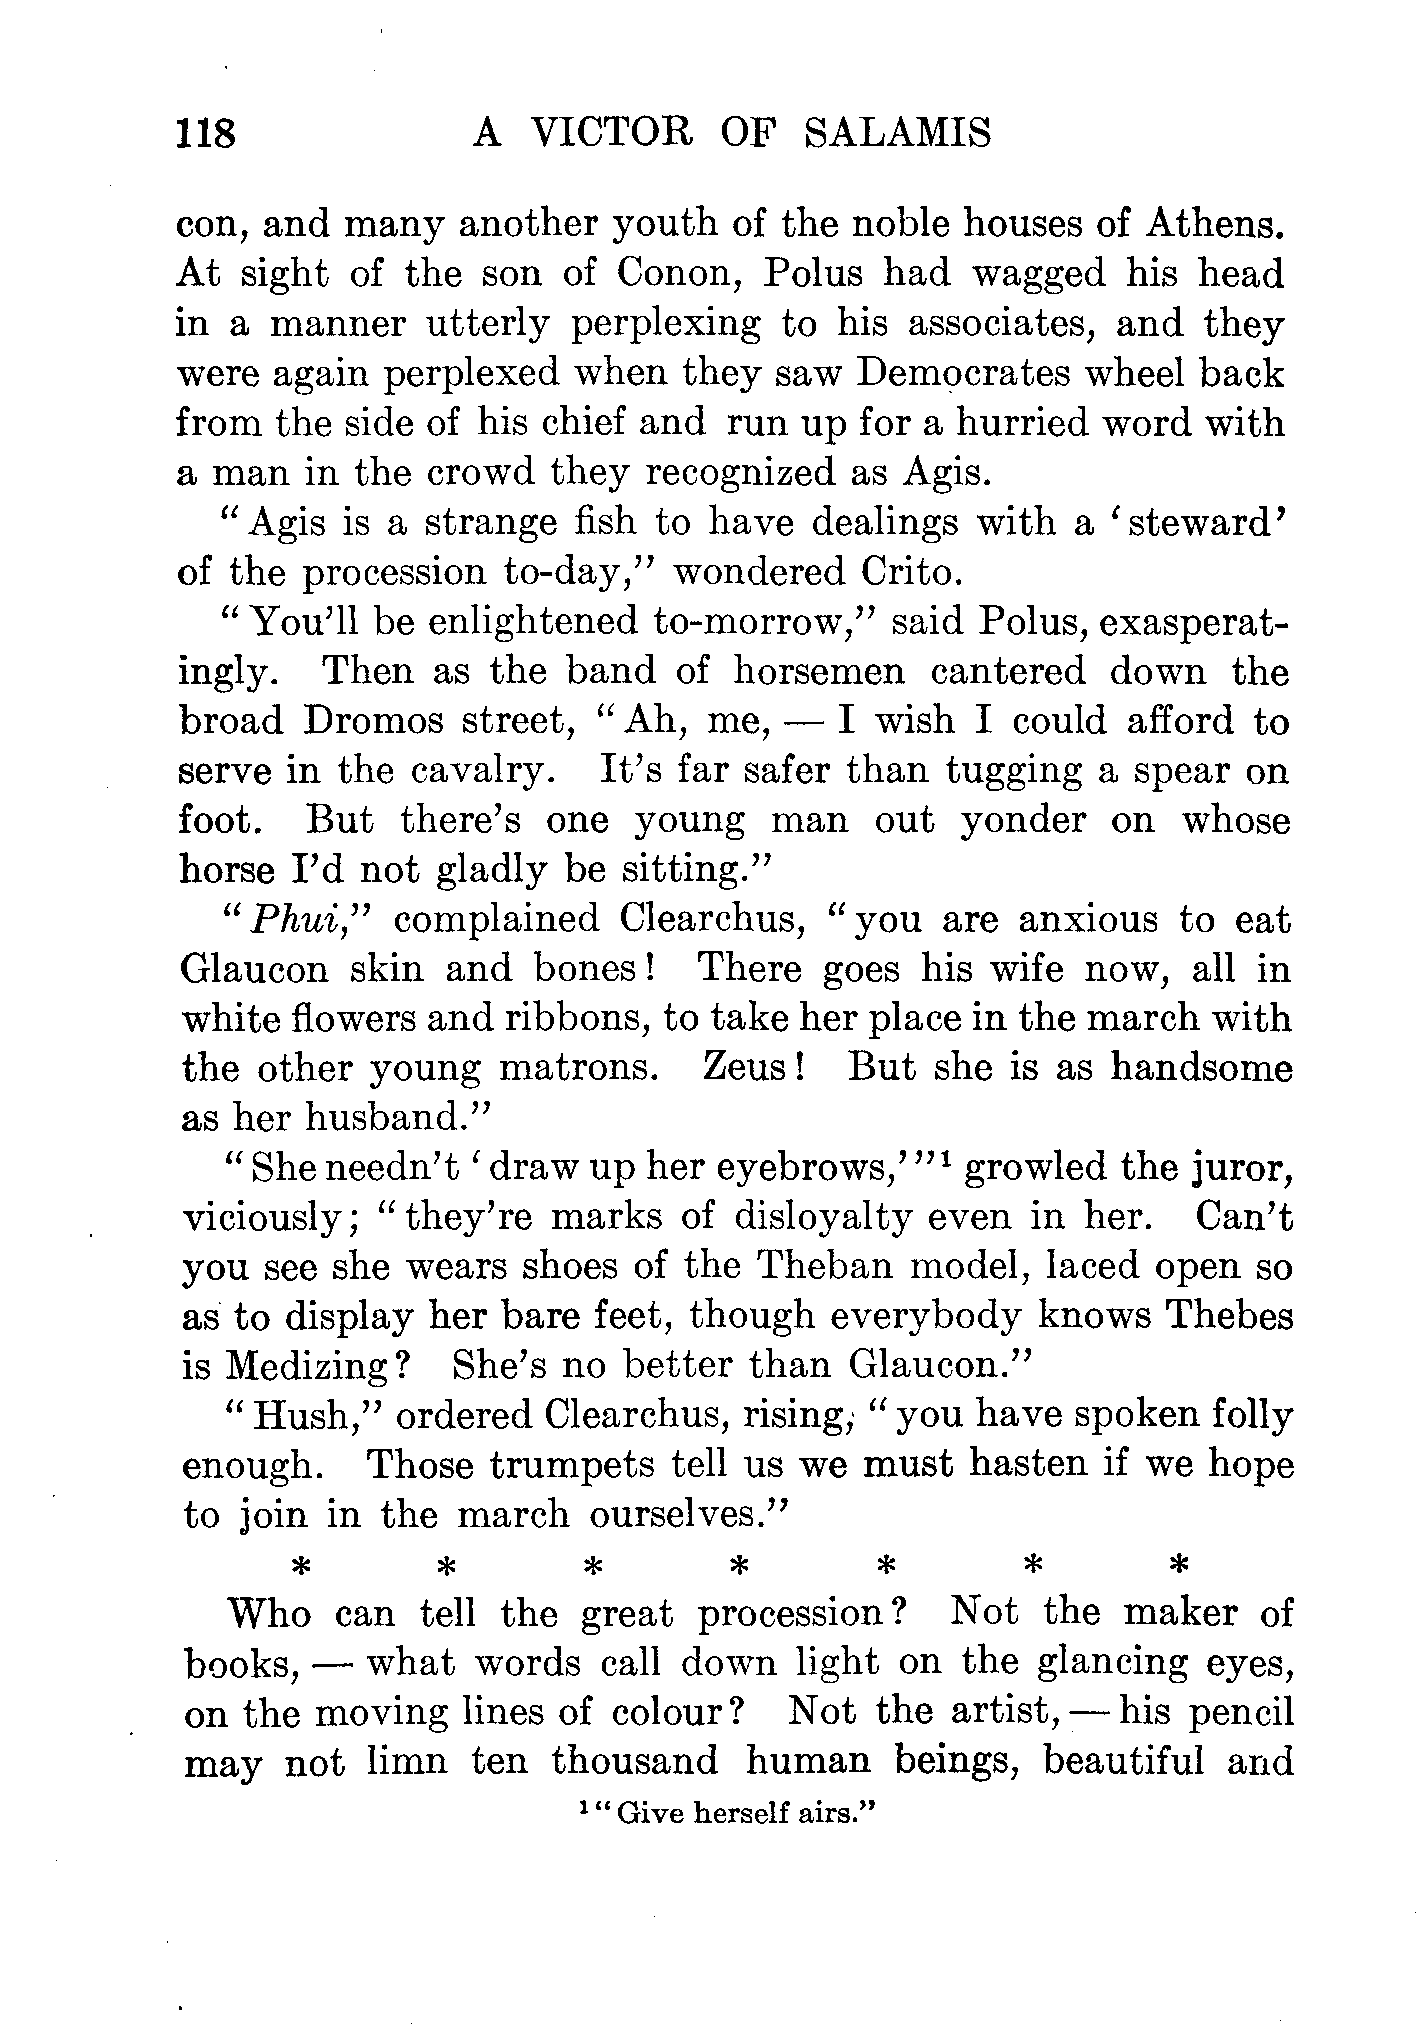 118 A VICTOR OF SALAMIS
con, and many another youth of the noble houses of Athens.
At sight of the son of Conon, Polus had wagged his head
in a manner utterly perplexing to his associates, and they
were again perplexed when they saw Democrates wheel back
from the side of his chief and run up for a hurried word with
a man in the crowd they recognized as Agis.
“Agis is a strange fish to have dealings with a ‘steward’
of the procession to-day,” wondered Crito.
“You’ll be enlightened to-morrow,” said Polus, exasperat-
ingly. Then as the band of horsemen cantered down the
broad Dromos street, “Ah, me, — I wish I could afford to
serve in the cavalry. It’s far safer than tugging a spear on
foot. But there’s one young man out yonder on whose
horse I’d not gladly be sitting.”
“Phui,” complained Clearchus, “you are anxious to eat
Glaucon skin and bones! There goes his wife now, all in
white flowers and ribbons, to take her place in the march with
the other young matrons. Zeus! But she is as handsome
as her husband.”
“She needn’t ‘draw up her eyebrows,’”¹ growled the juror,
viciously; “they’re marks of disloyalty even in her. Can’t
you see she wears shoes of the Theban model, laced open so
as to display her bare feet, though everybody knows Thebes
is Medizing? She’s no better than Glaucon.”
“Hush,” ordered Clearchus, rising, “you have spoken folly
enough. Those trumpets tell us we must hasten if we hope
to join in the march ourselves.”
* * * * * * *
Who can tell the great procession? Not the maker of
books, — what words call down light on the glancing eyes,
on the moving lines of colour? Not the artist, — his pencil
may not limn ten thousand human beings, beautiful and
¹ “Give herself airs.”